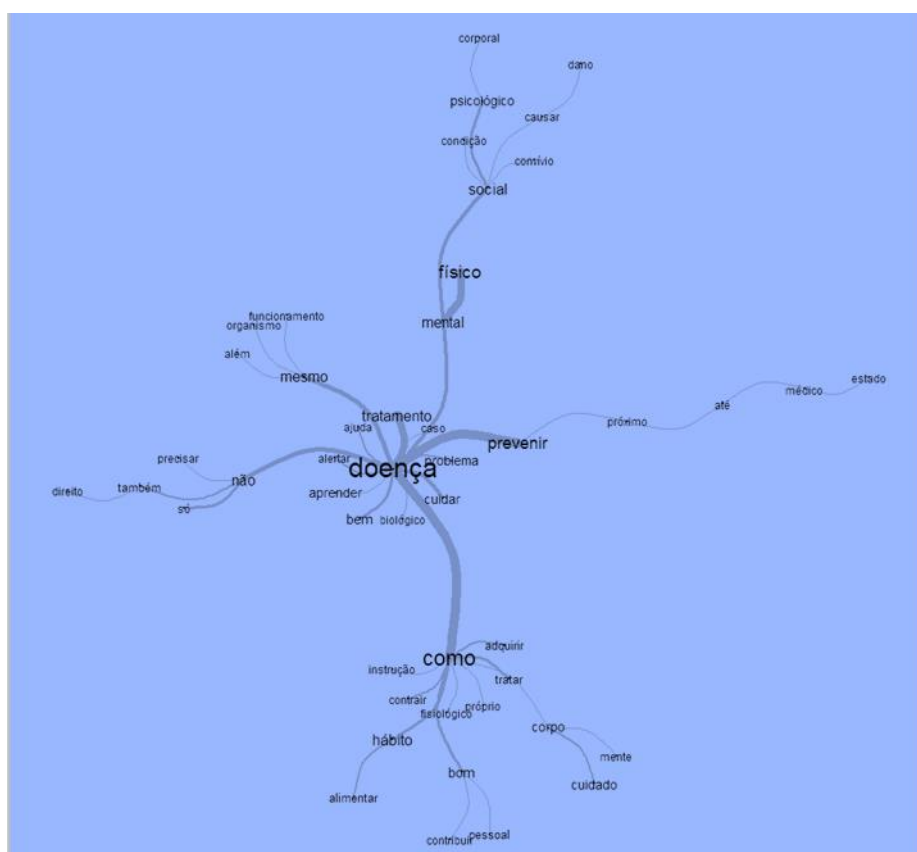 corporal
dano
psicológico
causar
condição
convívio
social
físico
funcionamento
organismo
mental
além
mesmo
estado
médico
tratamento
próximo
até
ajuda
caso
prevenir
precisar
alertar
doença
problema
direito
também
não
aprender
cuidar
só
bem
biológico
como
adquirir
instrução
tratar
contrair
próprio
fisiológico
corpo
hábito
mente
bom
cuidado
alimentar
contribuir
pessoal